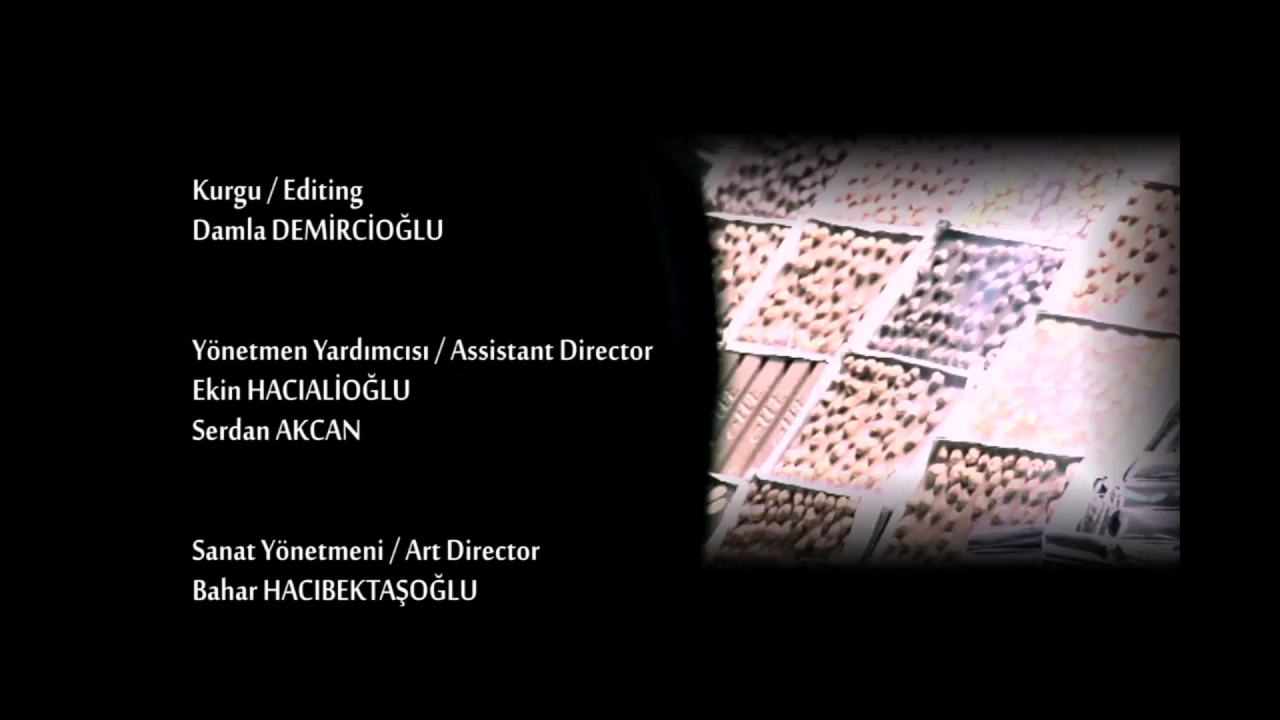 Kurgu / Editing
Damla DEMİRCİOĞLU
Yönetmen Yardımcısı / Assistant Director
Ekin HACIALİOĞLU
Serdan AKCAN
Sanat Yönetmeni / Art Director
Bahar HACIBEKTAŞOĞLU